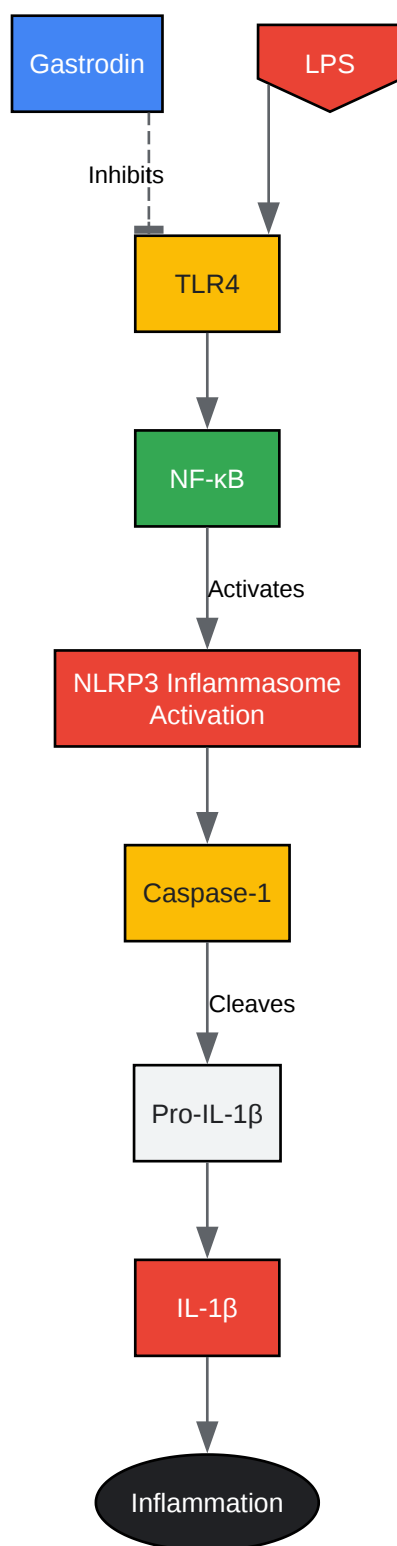 Gastrodin
LPS
Inhibits
TLR4
NF-κB
Activates
NLRP3 Inflammasome
Activation
Caspase-1
Cleaves
Pro-IL-1β
IL-1β
Inflammation